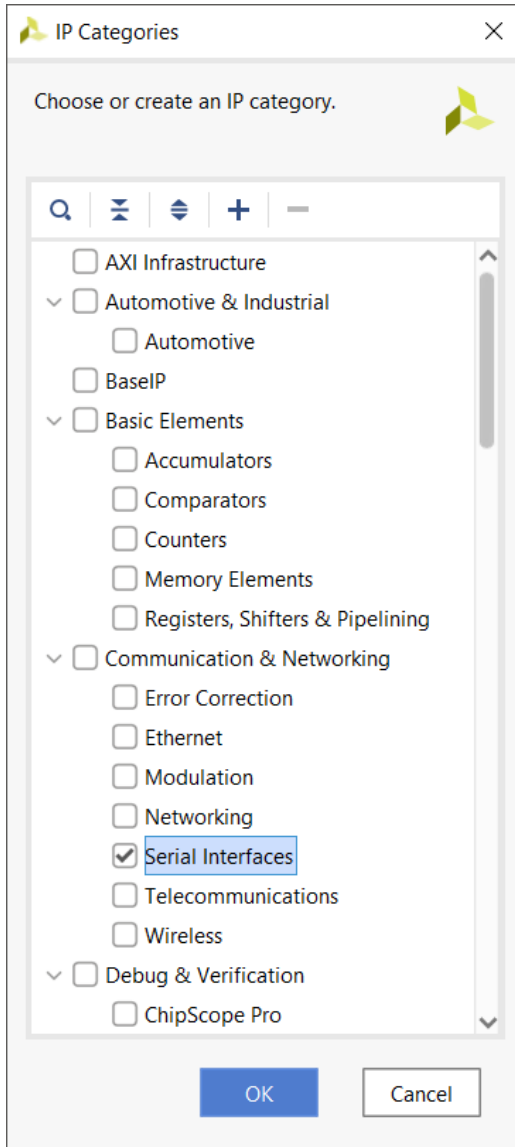 IP Categories
Choose or create an IP category.
AXI Infrastructure
Automotive & Industrial
Automotive
BaseIP
Basic Elements
Accumulators
Comparators
Counters
Memory Elements
Registers, Shifters & Pipelining
Communication & Networking
Error Correction
Ethernet
Modulation
Networking
Serial Interfaces
Telecommunications
Wireless
Debug & Verification
ChipScope Pro
OK Cancel